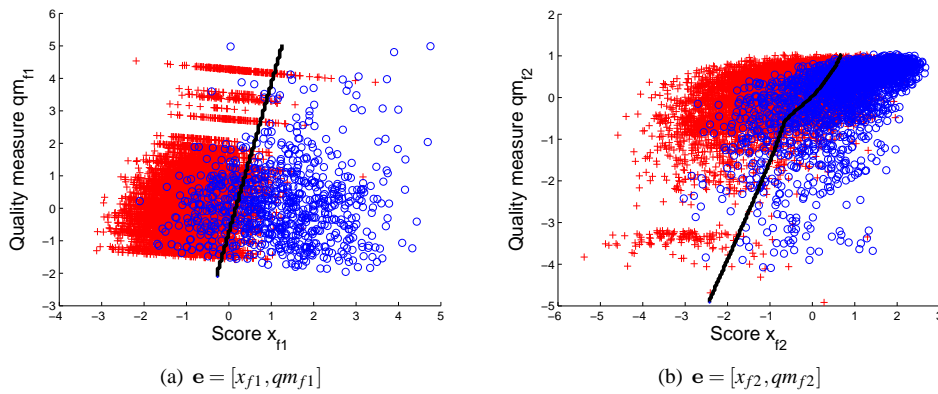 6
5
4
3
2
1
0
−1
−2
−3
−4 −3 −2 −1 0 1 2 3 4 5
Quality measure qm_f1
Score x_f1
(a) e = [x_f1, qm_f1]
2
1
0
−1
−2
−3
−4
−5
−6 −5 −4 −3 −2 −1 0 1 2 3
Quality measure qm_f2
Score x_f2
(b) e = [x_f2, qm_f2]